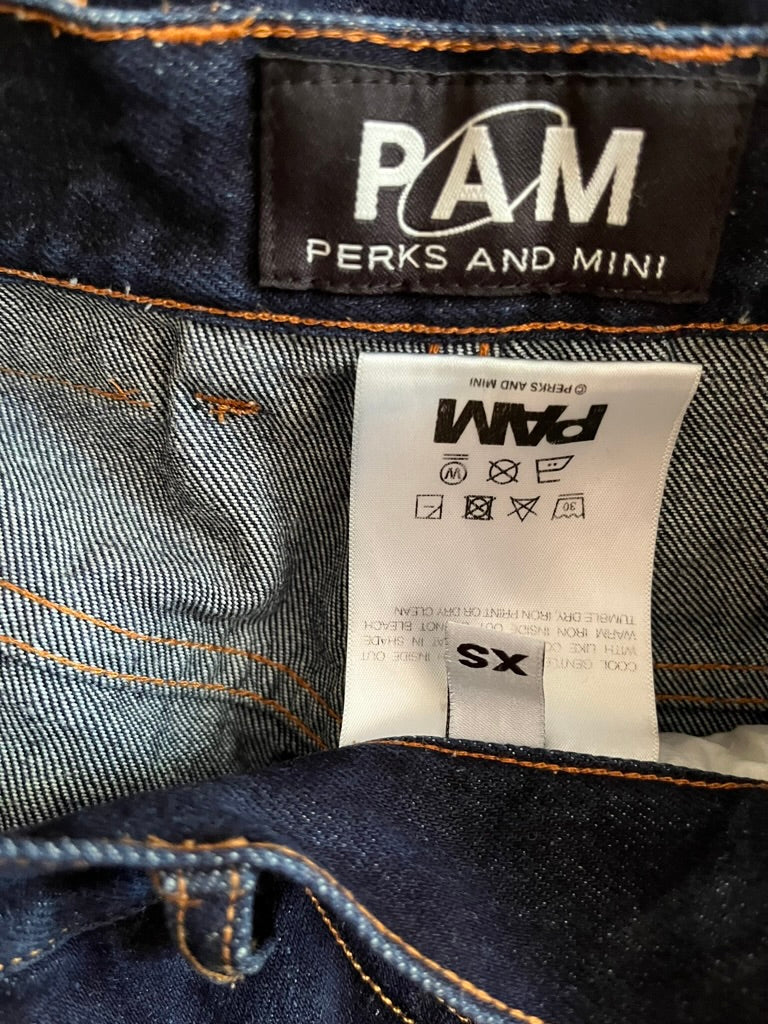 PAM
PERKS AND MINI
XS
COOL GENTLE INSIDE OUT
WITH LIKE IN SHADE
WARM IRON INSIDE NOT BLEACH
TUMBLE DRY, IRON PRINT OR DRY CLEAN
30
W
PAM
© PERKS AND MINI